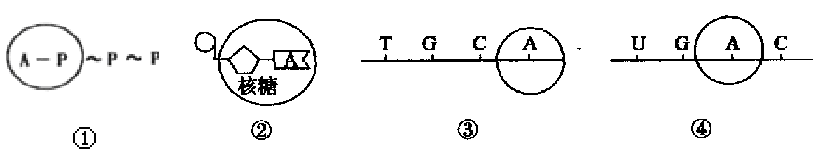 A－P～P～P
A
核糖
T G C A
U G A C
① ② ③ ④